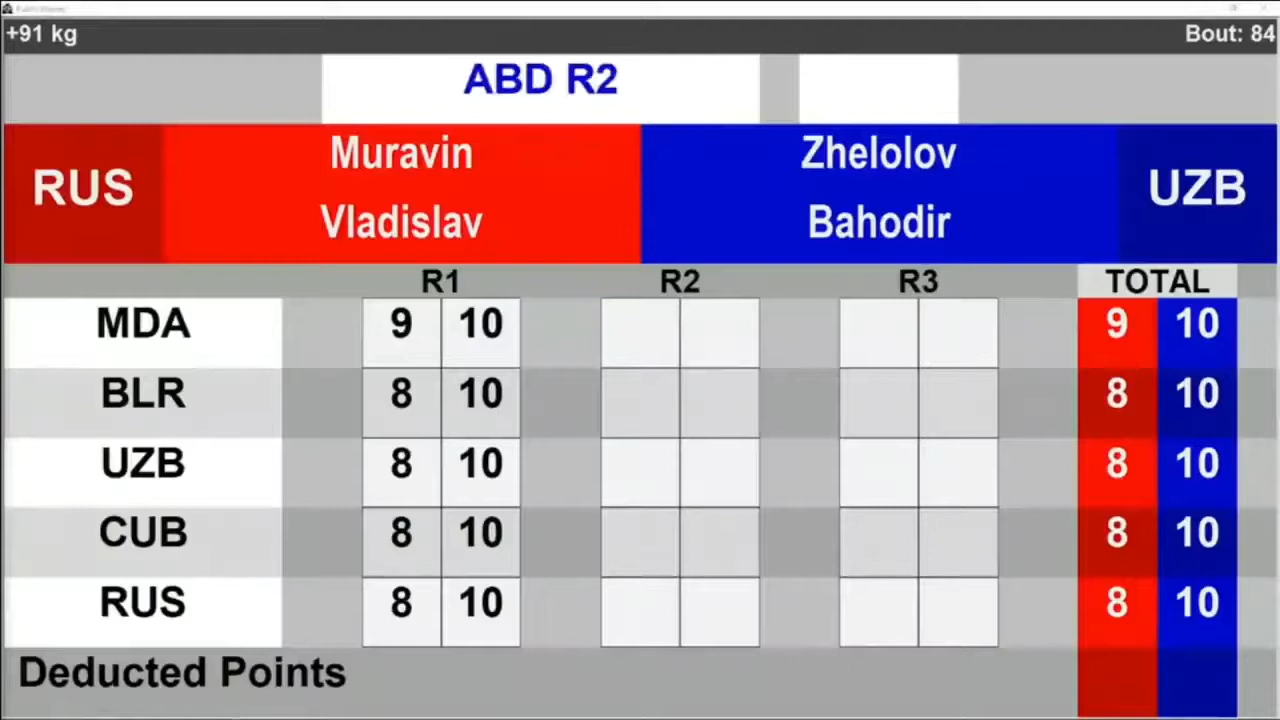 +91 kg Bout: 84
ABD R2
RUS Muravin Vladislav Zhelolov Bahodir UZB
R1 R2 R3 TOTAL
MDA 9 10 9 10
BLR 8 10 8 10
UZB 8 10 8 10
CUB 8 10 8 10
RUS 8 10 8 10
Deducted Points